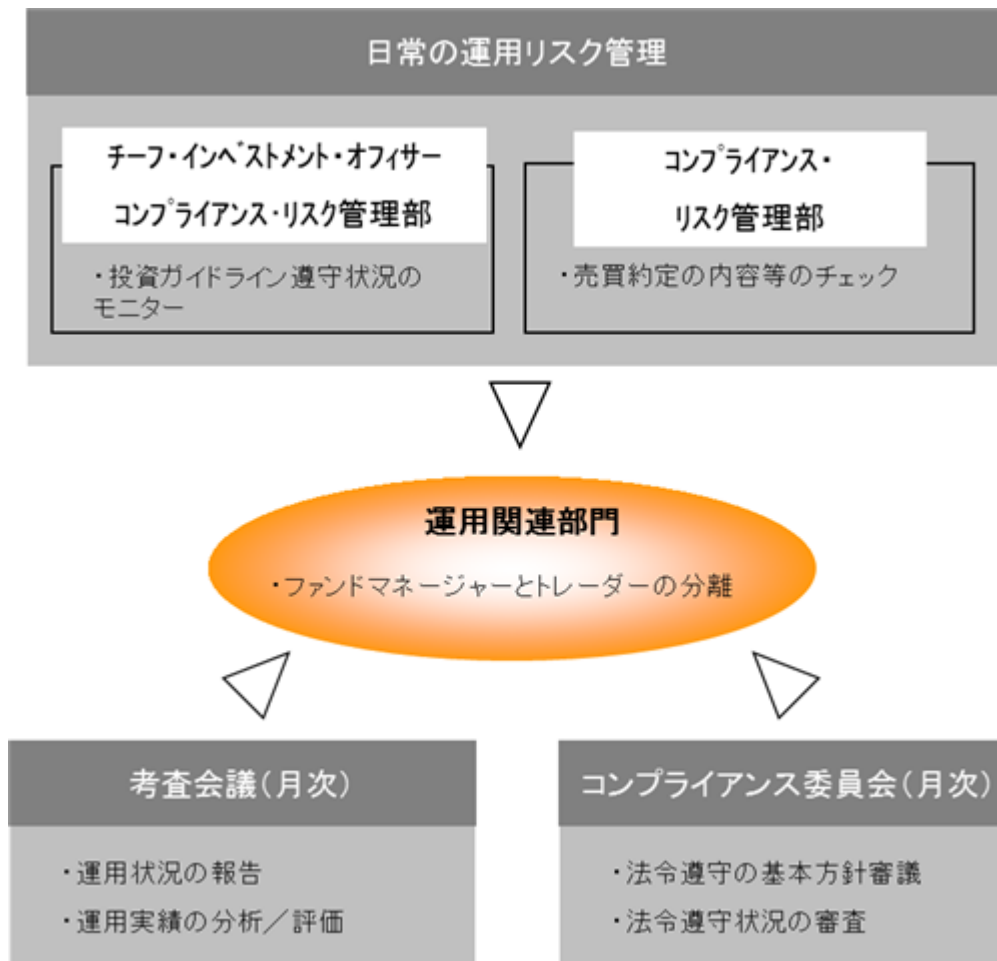 日常の運用リスク管理
チーフ・インベストメント・オフィサー
コンプライアンス・リスク管理部
・投資ガイドライン遵守状況の
モニター
コンプライアンス・
リスク管理部
・売買約定の内容等のチェック
運用関連部門
・ファンドマネージャーとトレーダーの分離
考査会議（月次）
・運用状況の報告
・運用実績の分析／評価
コンプライアンス委員会（月次）
・法令遵守の基本方針審議
・法令遵守状況の審査